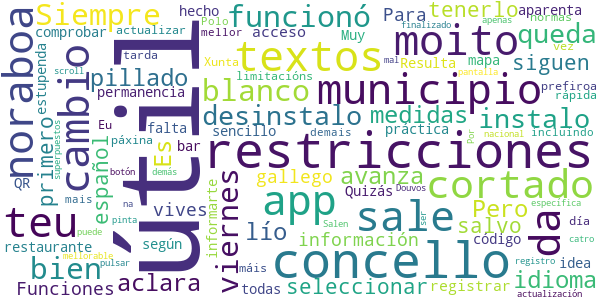 Siempre
hecho
funcionó
Para
tenerlo
aparenta
comprobar
actualizar
Polo
mellor
acceso
Muy
apenas
normas
finalizado
mal
vez
noraboa
estupenda
cambio
pillado
tarda
Xunta
limitacións
textos
moito
queda
Resulta
mapa
siguen
scroll
permanencia
blanco
municipio
pantalla
prefiroa
rápida
QR
superpuestos
primero
Eu
falta
desinstalo
medidas
instalo
español
páxina
Es
sencillo
demais
práctica
Por
nacional
incluindo
útil
restricciones
teu
mais
botón
na
demás
bar
viernes
informarte
gallego
avanza
cortado
vives
app
Quizás
Douvos
especifica
bien
restaurante
pinta
según
lío
sale
Pero
da
salvo
Salen
ser
día
puede
mellorable
pulsar
máis
información
código
catro
Funciones
aclara
todas
concello
seleccionar
registrar
registro
idioma
idea
actualización